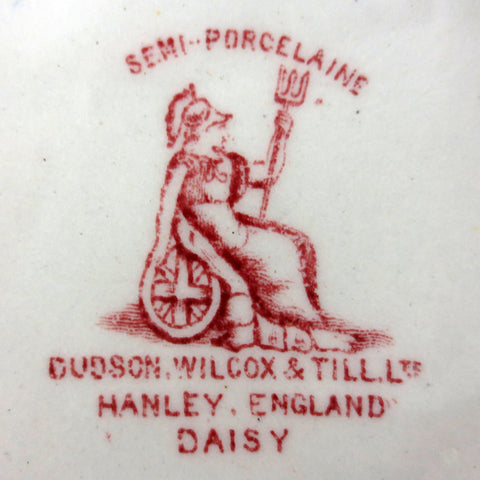 SEMI-PORCELAINE
DUDSON, WILCOX & TILL, LTD
HANLEY, ENGLAND
DAISY